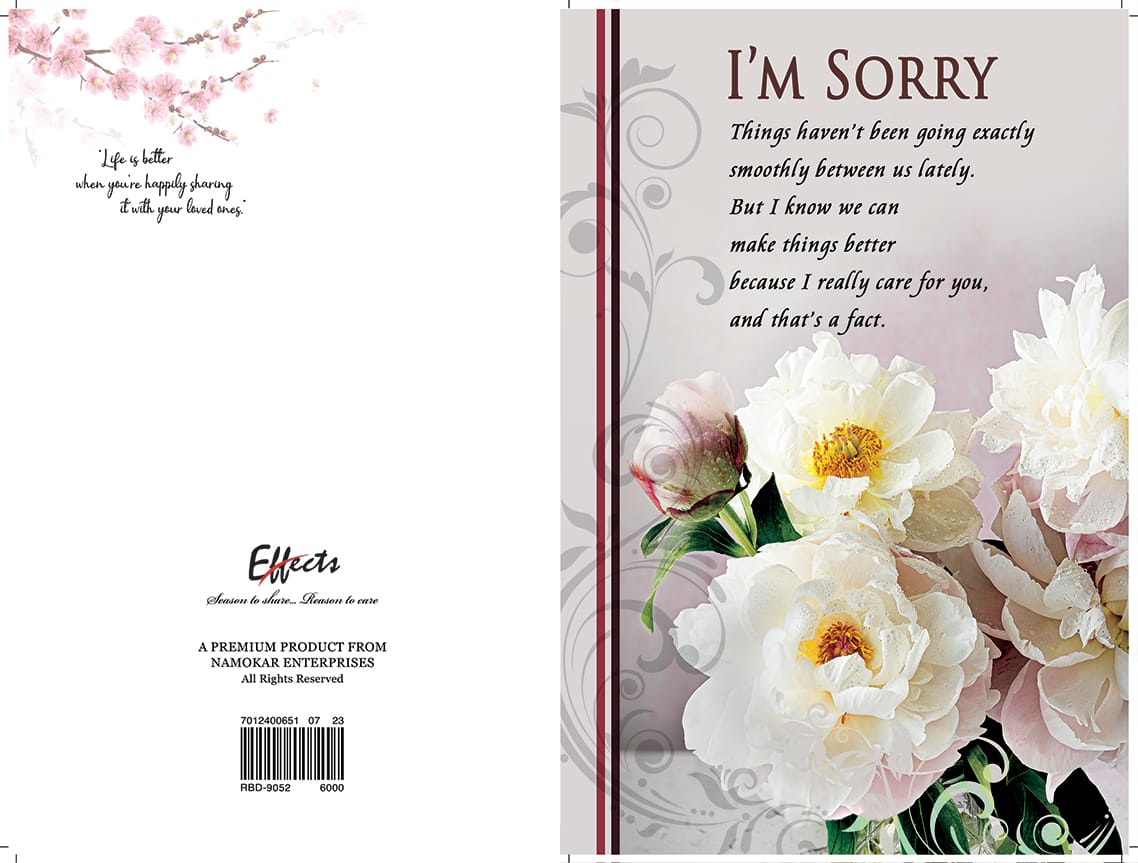 "Life is better
when you're happily sharing
it with your loved ones."
Effects
Season to share... Reason to care
A PREMIUM PRODUCT FROM
NAMOKAR ENTERPRISES
All Rights Reserved
7012400651 07 23
RBD-9052 6000
I'M SORRY
Things haven't been going exactly
smoothly between us lately.
But I know we can
make things better
because I really care for you,
and that's a fact.